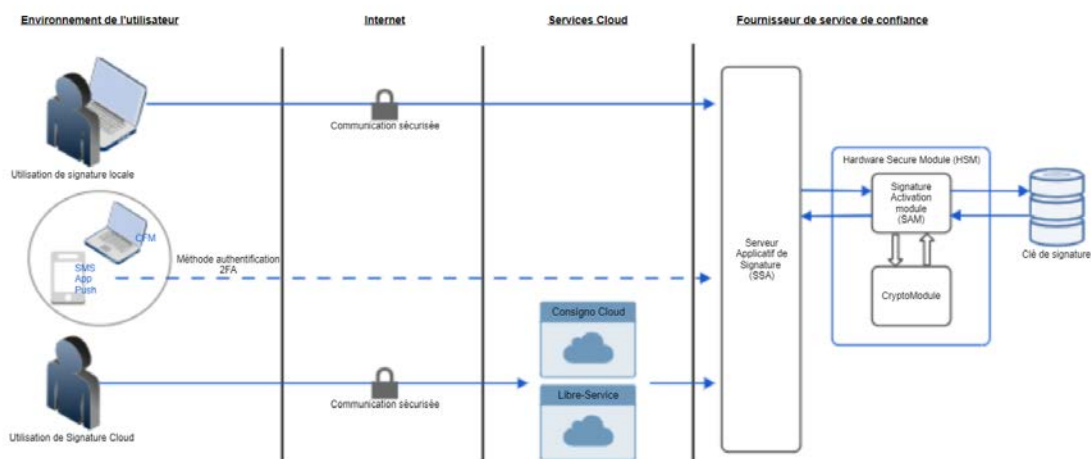 Environnement de l'utilisateur
Internet
Services Cloud
Fournisseur de service de confiance
Communication sécurisée
Utilisation de signature locale
Hardware Secure Module (HSM)
Signature
Activation
module
(SAM)
CFM
SMS
App
Push
Méthode authentification
2FA
Serveur
Applicatif de
Signature
(SSA)
Clé de signature
CryptoModule
Consigno Cloud
Libre-Service
Communication sécurisée
Utilisation de Signature Cloud